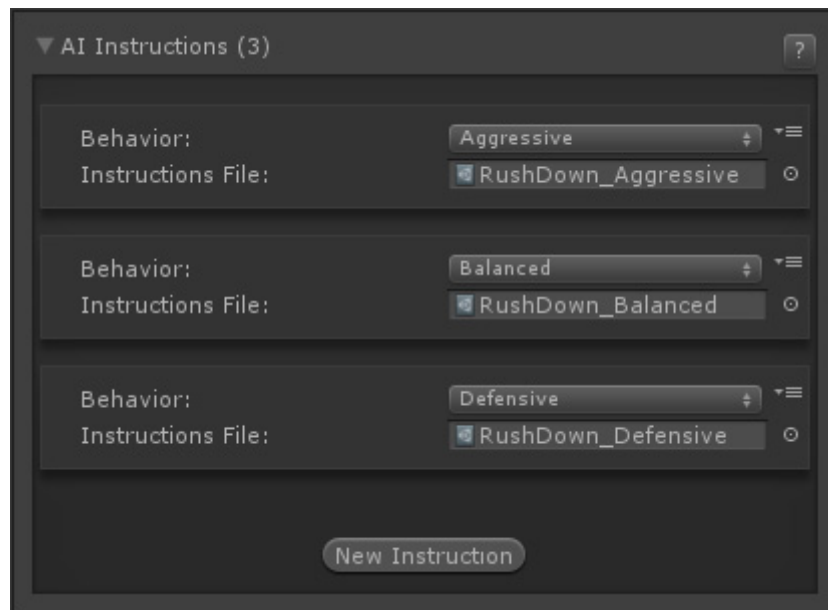 AI Instructions (3)
?
Behavior: Aggressive
Instructions File: RushDown_Aggressive
Behavior: Balanced
Instructions File: RushDown_Balanced
Behavior: Defensive
Instructions File: RushDown_Defensive
New Instruction